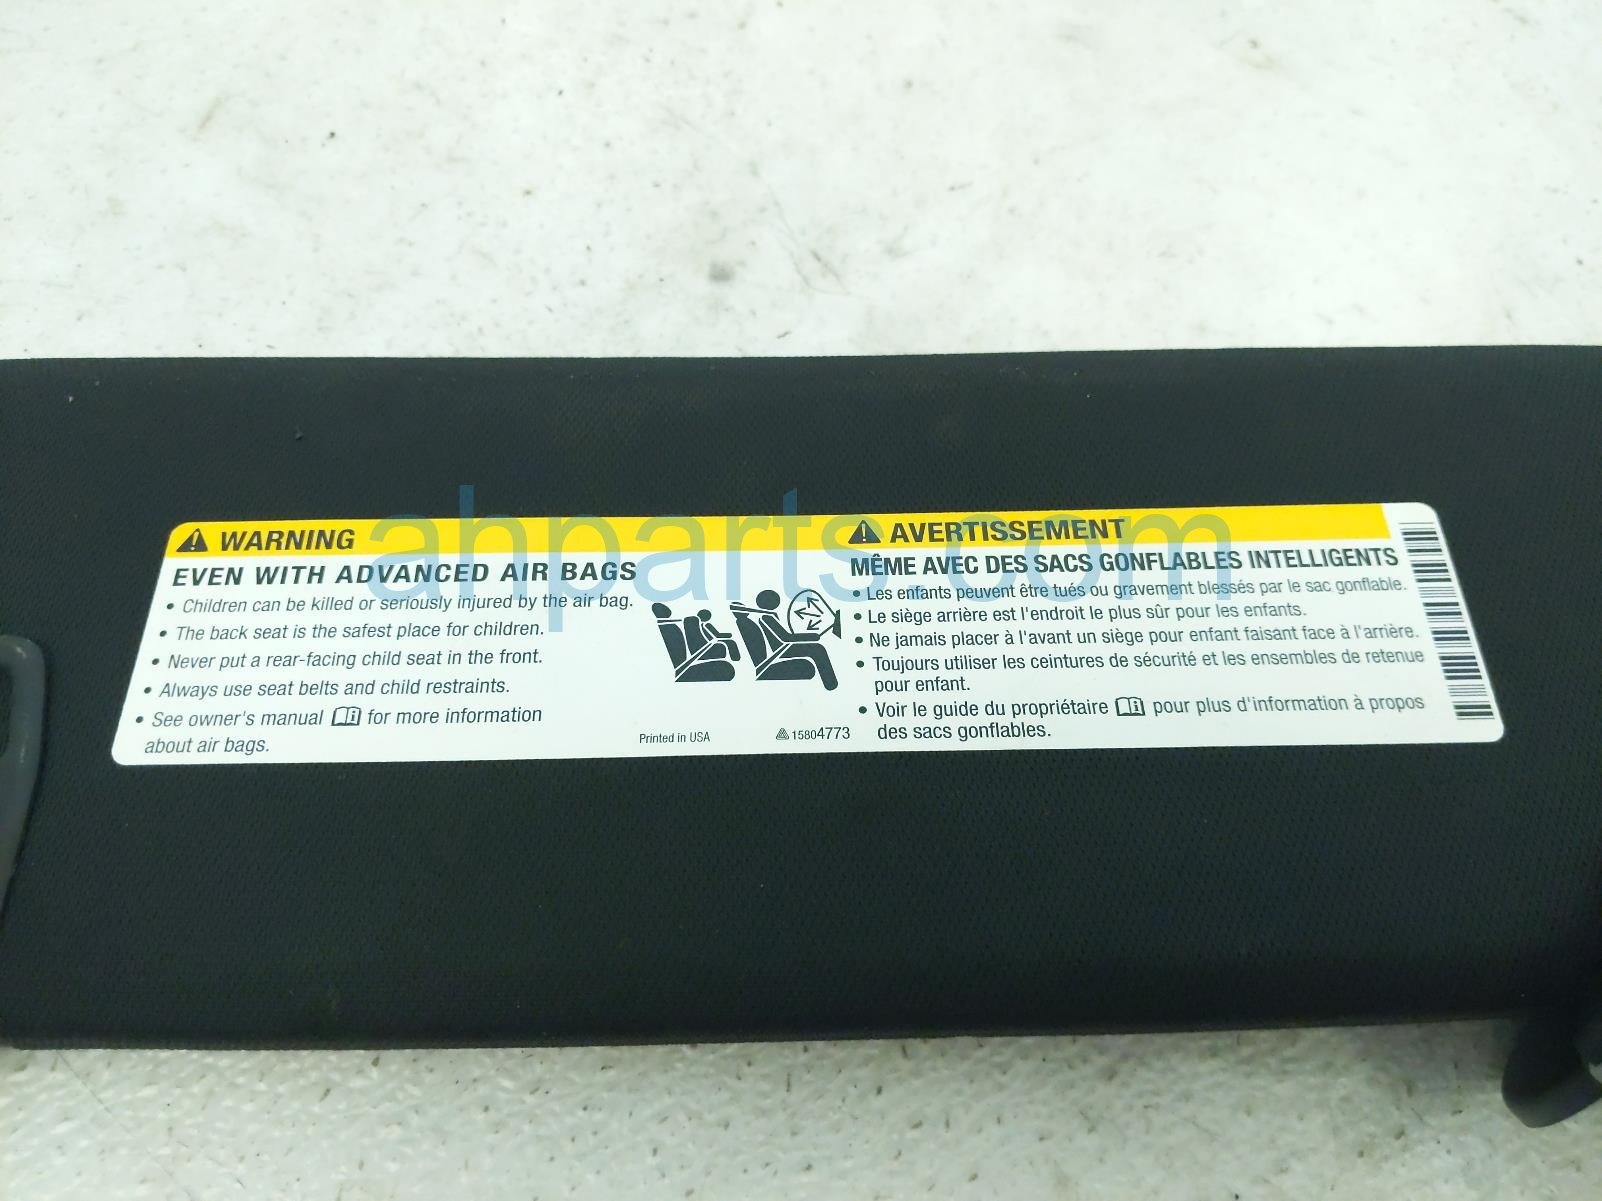 WARNING
EVEN WITH ADVANCED AIR BAGS
• Children can be killed or seriously injured by the air bag.
• The back seat is the safest place for children.
• Never put a rear-facing child seat in the front.
• Always use seat belts and child restraints.
• See owner's manual for more information
about air bags.
Printed in USA
15804773
AVERTISSEMENT
MÊME AVEC DES SACS GONFLABLES INTELLIGENTS
• Les enfants peuvent être tués ou gravement blessés par le sac gonflable.
• Le siège arrière est l'endroit le plus sûr pour les enfants.
• Ne jamais placer à l'avant un siège pour enfant faisant face à l'arrière.
• Toujours utiliser les ceintures de sécurité et les ensembles de retenue
pour enfant.
• Voir le guide du propriétaire pour plus d'information à propos
des sacs gonflables.
ahparts.com